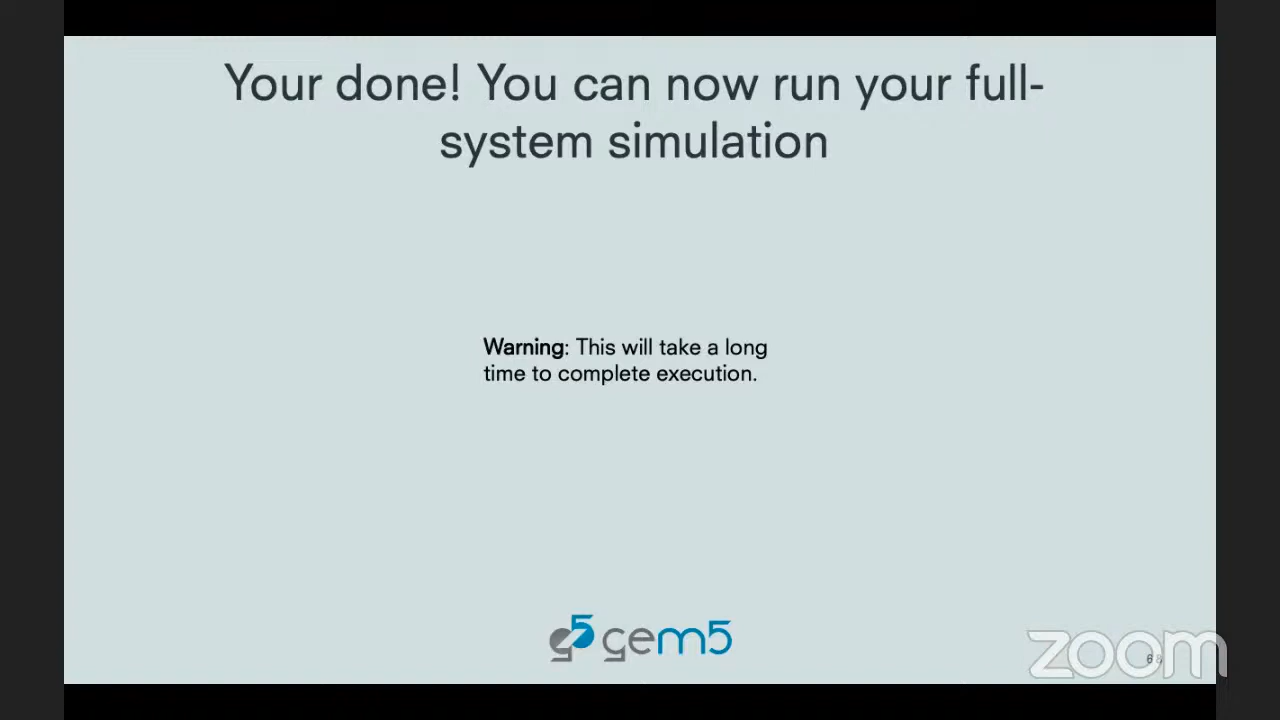 Your done! You can now run your full-
system simulation
Warning: This will take a long
time to complete execution.
g5 gem5
zoom